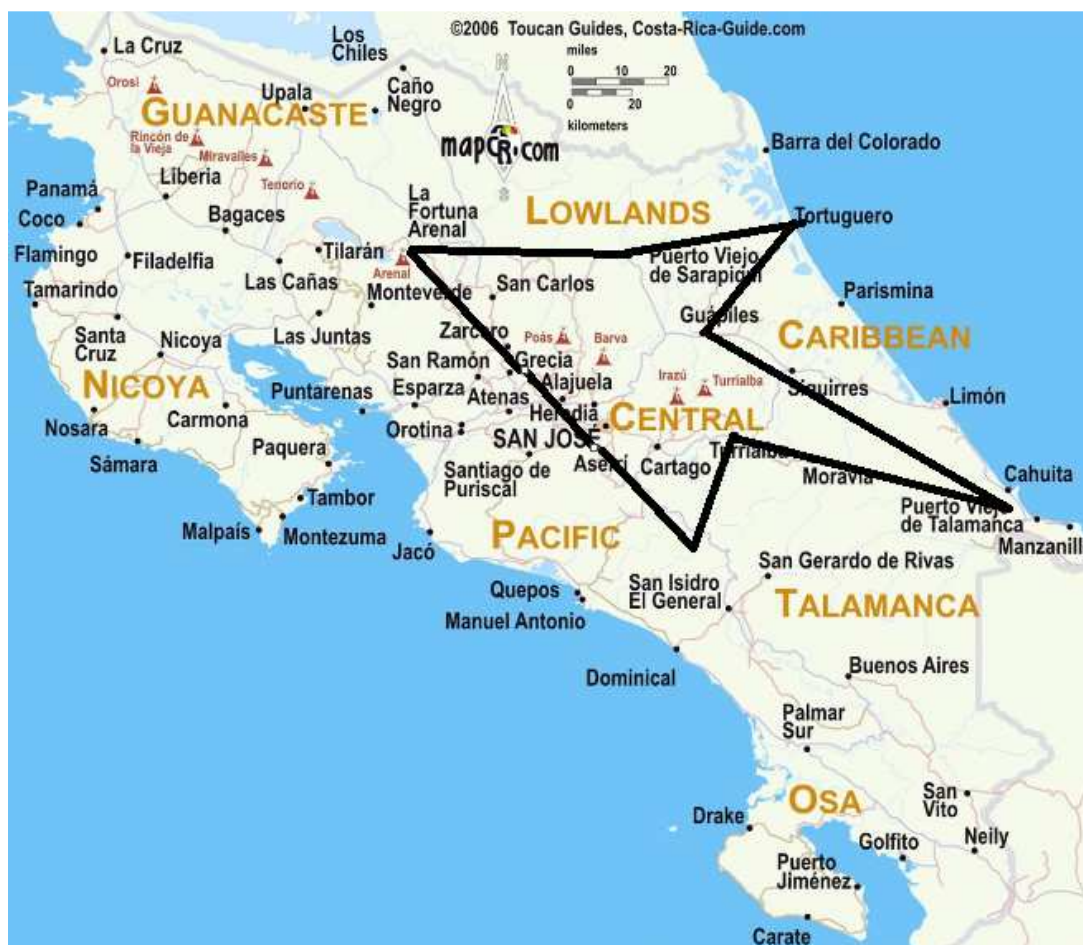 ©2006 Toucan Guides, Costa-Rica-Guide.com
miles
0 10 20
0 10 20
kilometers
N
S
mapCR.com
La Cruz
Los
Chiles
Orosi
Upala
Caño
Negro
GUANACASTE
Rincón de
la Vieja
Miravalles
Tenorio
Barra del Colorado
Panamá
Liberia
La
Fortuna
Arenal
LOWLANDS
Coco
Bagaces
Tortuguero
Flamingo
Filadelfia
Tilarán
Arenal
Puerto Viejo
de Sarapiquí
Las Cañas
San Carlos
Tamarindo
Monteverde
Parismina
Guápiles
Santa
Cruz
Nicoya
Las Juntas
Zarcero
Poás
Barva
CARIBBEAN
San Ramón
Grecia
NICOYA
Puntarenas
Esparza
Alajuela
Irazú
Turrialba
Siquirres
Atenas
Heredia
CENTRAL
Limón
Nosara
Carmona
Orotina
SAN JOSÉ
Sámara
Paquera
Santiago de
Puriscal
Aserrí
Cartago
Turrialba
Moravia
Cahuita
Tambor
Puerto Viejo
de Talamanca
Malpaís
Montezuma
Jacó
PACIFIC
Manzanill
San Gerardo de Rivas
Quepos
San Isidro
El General
TALAMANCA
Manuel Antonio
Dominical
Buenos Aires
Palmar
Sur
OSA
San
Vito
Drake
Golfito
Neily
Puerto
Jiménez
Carate